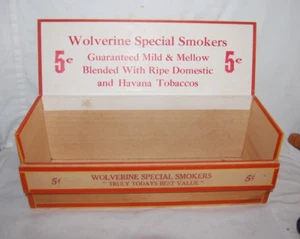 Wolverine Special Smokers
5¢ Guaranteed Mild & Mellow 5¢
Blended With Ripe Domestic
and Havana Tobaccos
5¢ WOLVERINE SPECIAL SMOKERS 5¢
"TRULY TODAYS BEST VALUE"